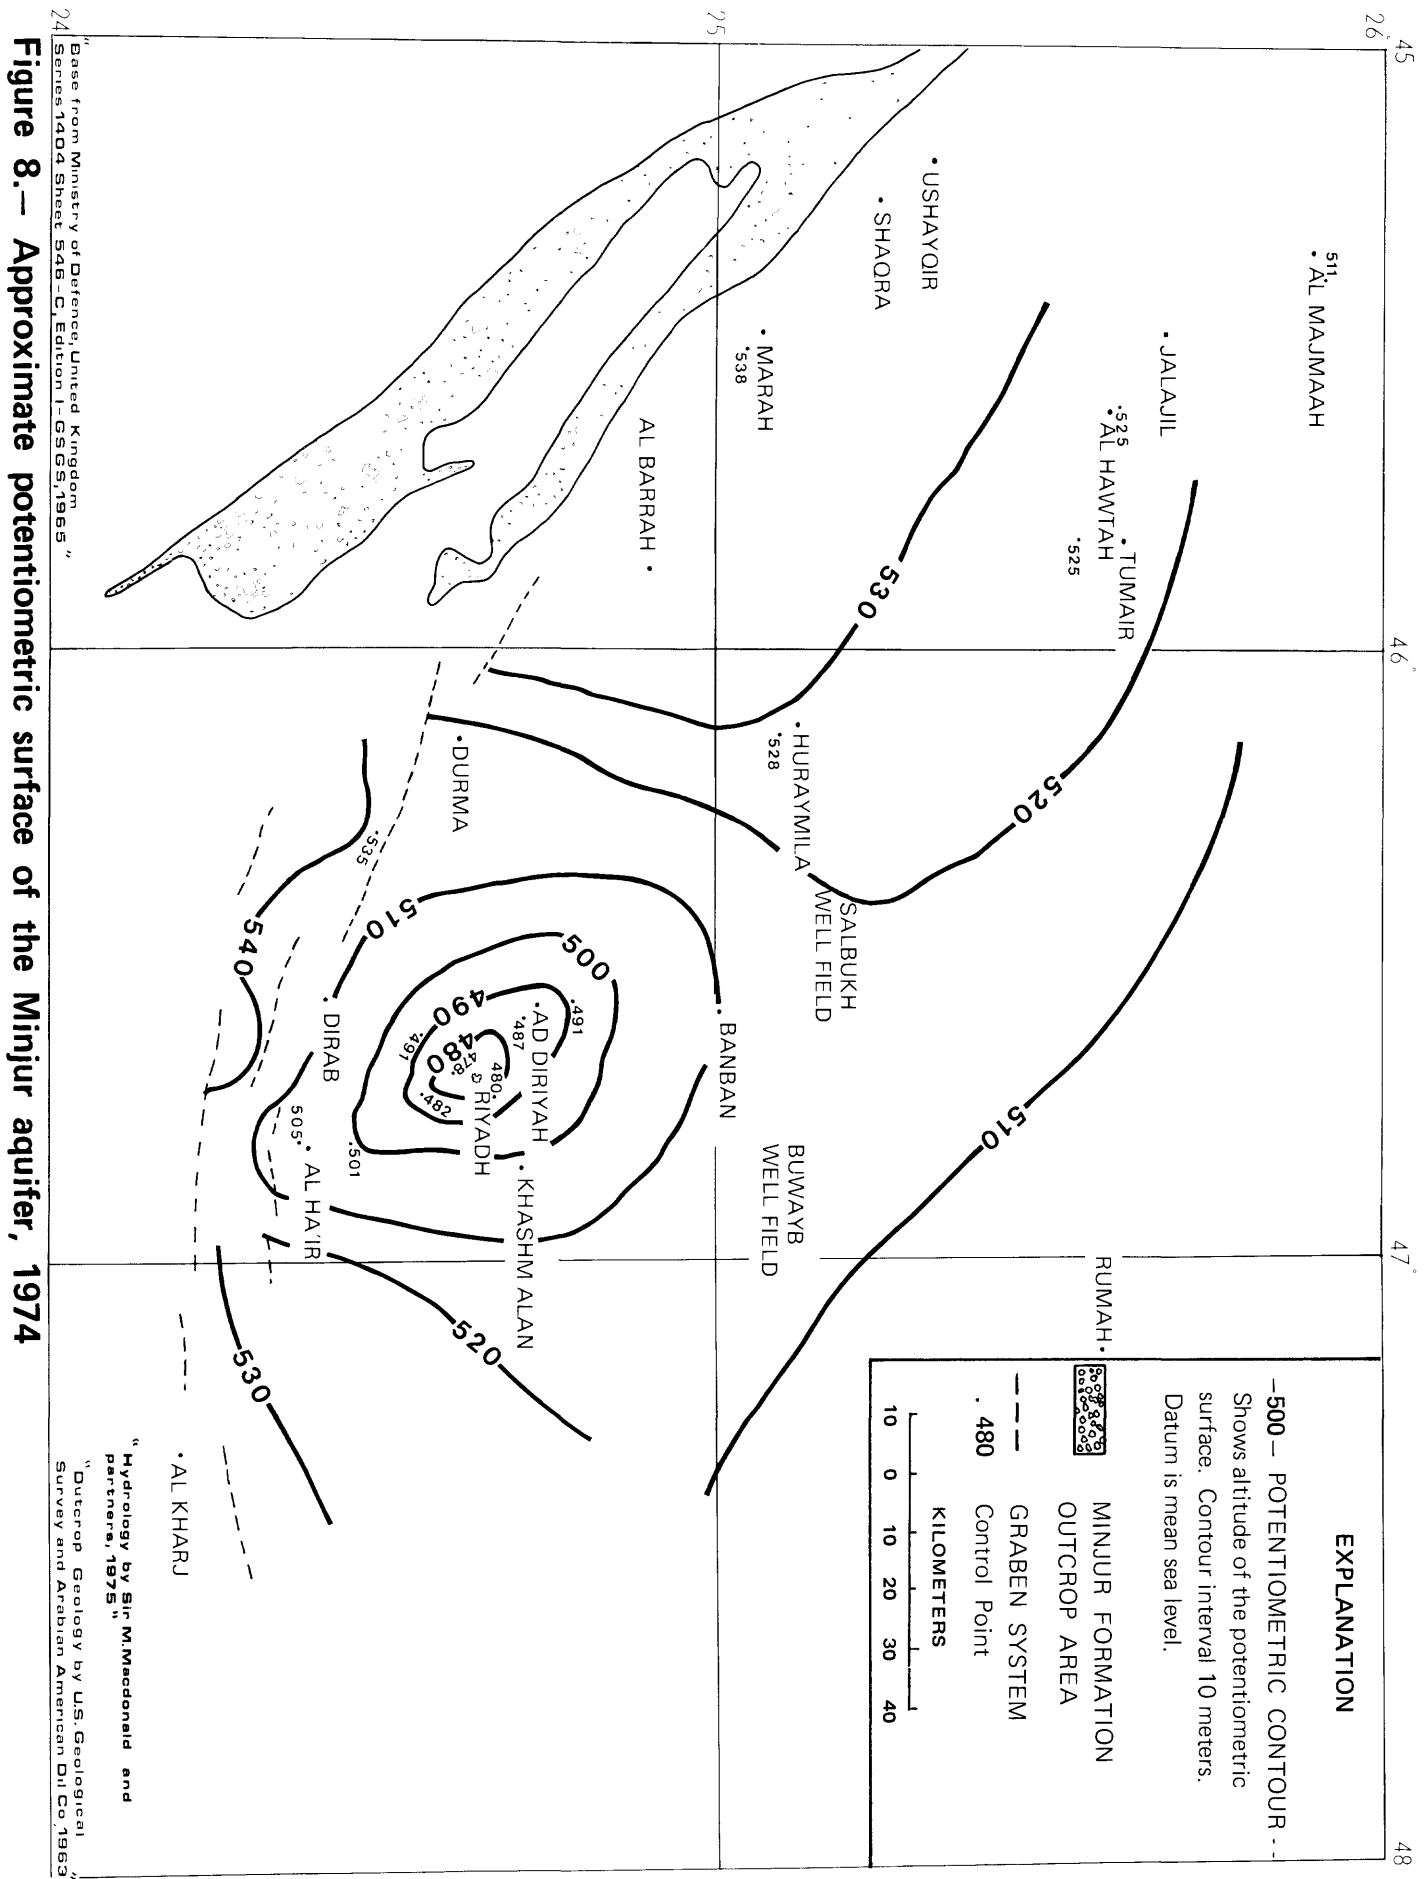 45
46°
47°
48
26°
25
24
511
AL MAJMAAH
JALAJIL
525
AL HAWTAH
TUMAIR
525
USHAYQIR
SHAQRA
MARAH
538
AL BARRAH
530
520
510
HURAYMILA
528
SALBUKH
WELL FIELD
RUMAH
BUWAYB
WELL FIELD
BANBAN
DURMA
535
510
500
490
480
491
AD DIRIYAH
487
480
478
RIYADH
491
482
KHASHM ALAN
501
DIRAB
505
AL HA'IR
540
520
530
AL KHARJ
EXPLANATION
—500— POTENTIOMETRIC CONTOUR --
Shows altitude of the potentiometric
surface. Contour interval 10 meters.
Datum is mean sea level.
MINJUR FORMATION
OUTCROP AREA
GRABEN SYSTEM
. 480 Control Point
KILOMETERS
10 0 10 20 30 40
"Hydrology by Sir M.Macdonald and
partners, 1975"
"Outcrop Geology by U.S. Geological
Survey and Arabian American Oil Co ,1963"
"Base from Ministry of Defence, United Kingdom
Series 1404 Sheet 546-C, Edition 1-GSGS,1965"
Figure 8.— Approximate potentiometric surface of the Minjur aquifer, 1974